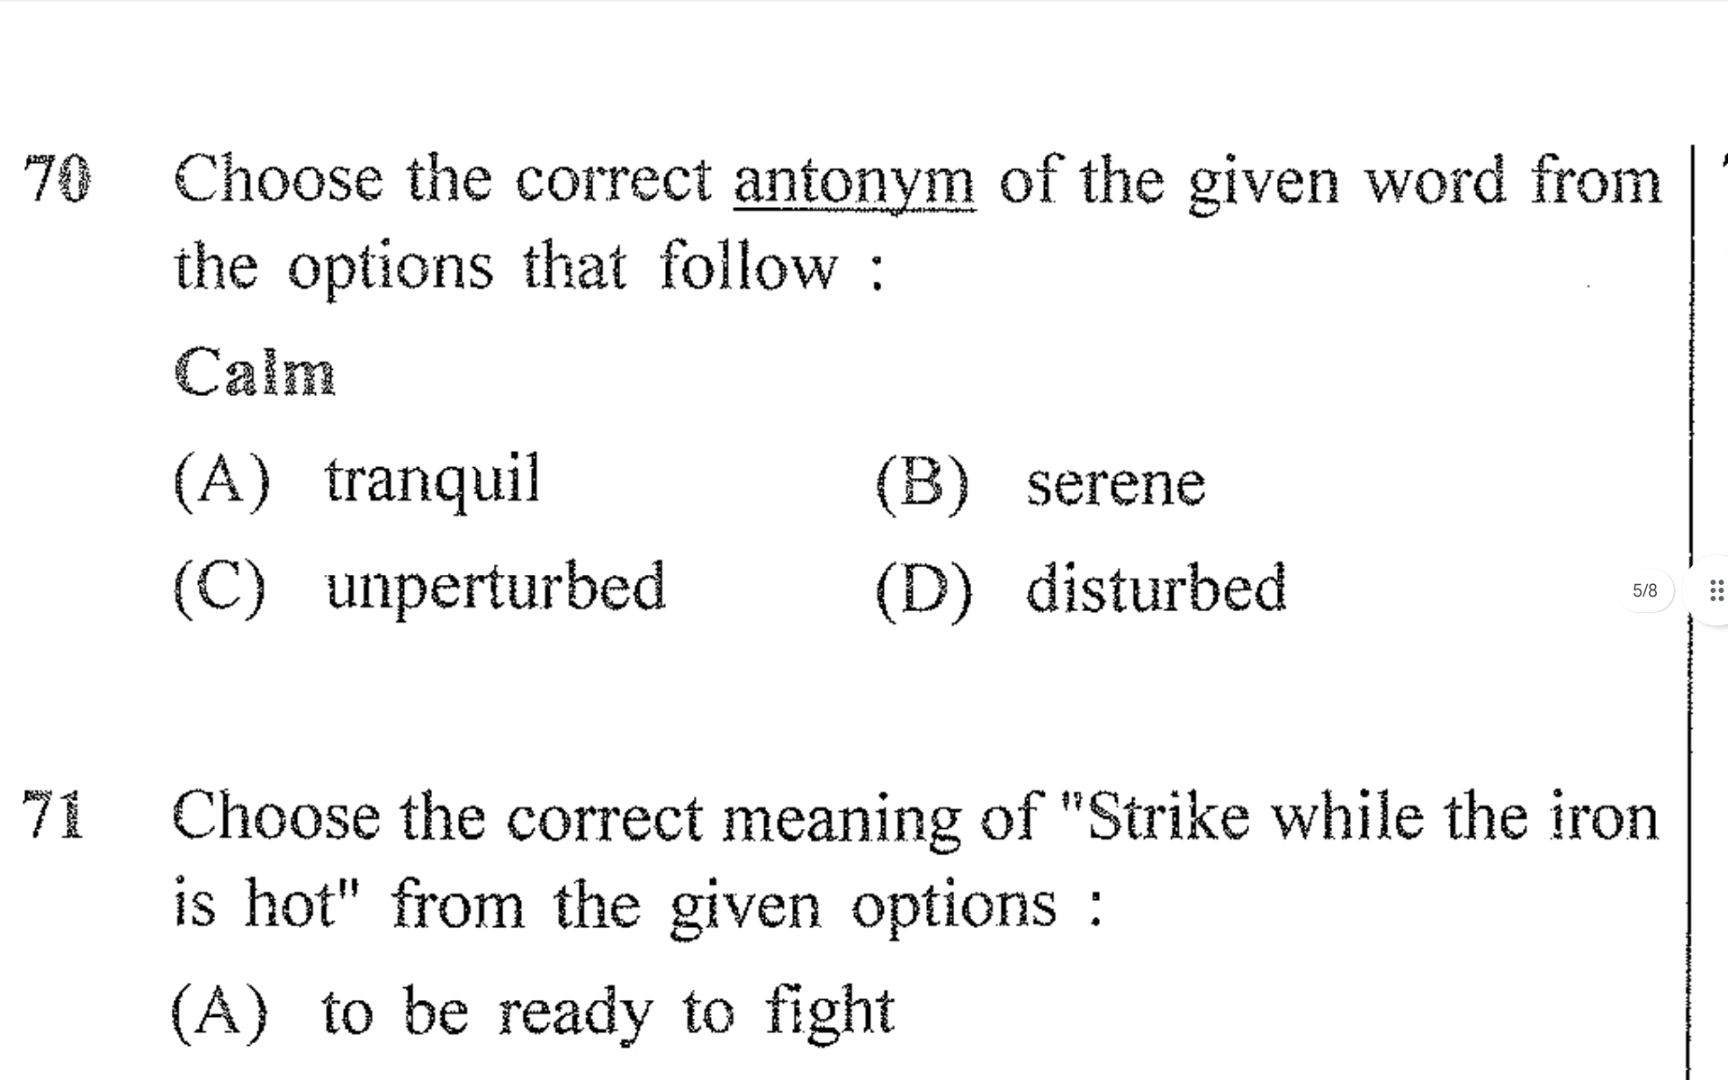 70 Choose the correct antonym of the given word from
the options that follow :
Calm
(A) tranquil (B) serene
(C) unperturbed (D) disturbed
5/8
71 Choose the correct meaning of "Strike while the iron
is hot" from the given options :
(A) to be ready to fight